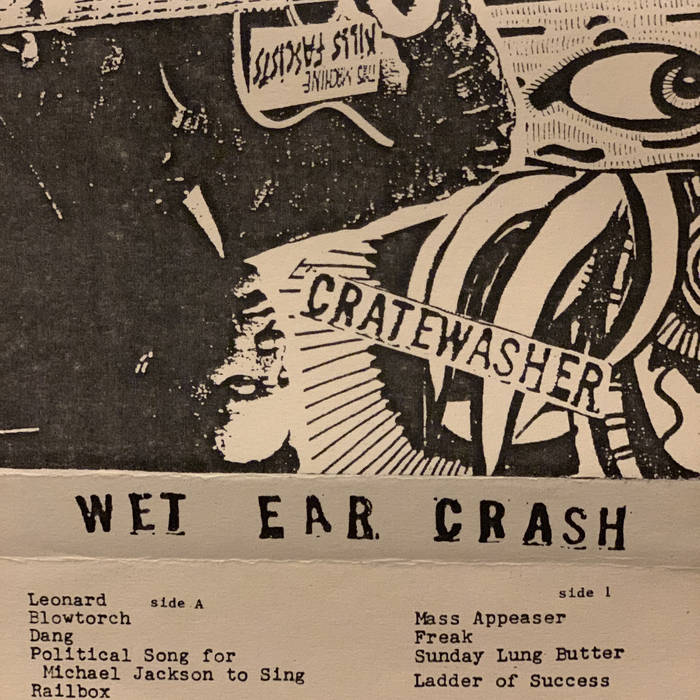 THIS MACHINE
KILLS FASCISTS
CRATEWASHER
WET EAR CRASH
side A
Leonard
Blowtorch
Dang
Political Song for
Michael Jackson to Sing
Railbox
side 1
Mass Appeaser
Freak
Sunday Lung Butter
Ladder of Success